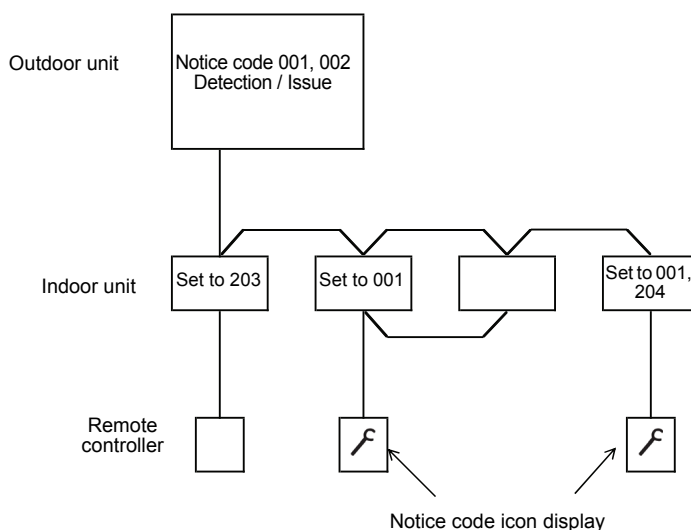 Outdoor unit
Notice code 001, 002
Detection / Issue
Indoor unit
Set to 203
Set to 001
Set to 001,
204
Remote
controller
Notice code icon display